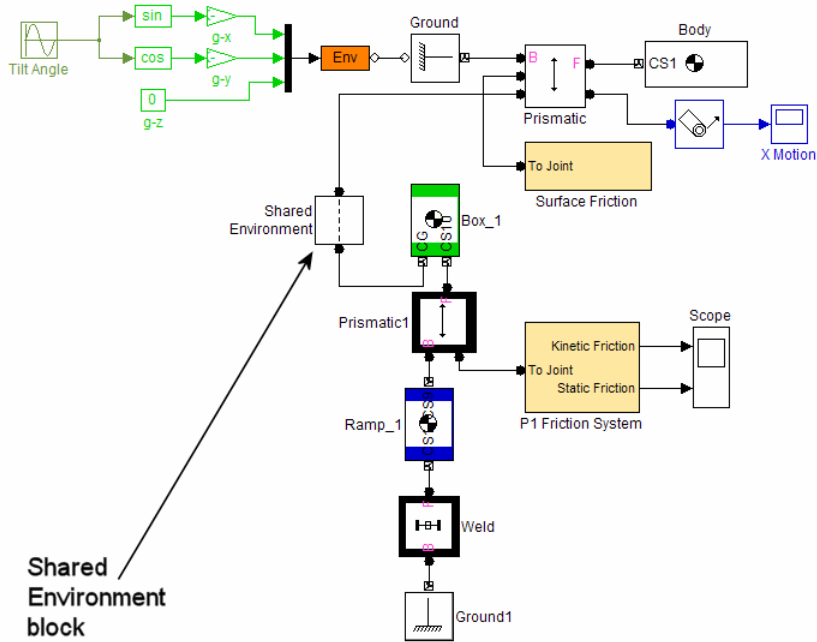 Ground
Body
sin
g-x
Tilt Angle
cos
g-y
0
g-z
Env
B
F
CS1
Prismatic
X Motion
To Joint
Surface Friction
Shared
Environment
Box_1
CG
CS1
Prismatic1
F
B
Scope
Kinetic Friction
To Joint
Static Friction
P1 Friction System
Ramp_1
CS1
Weld
F
B
Shared
Environment
block
Ground1